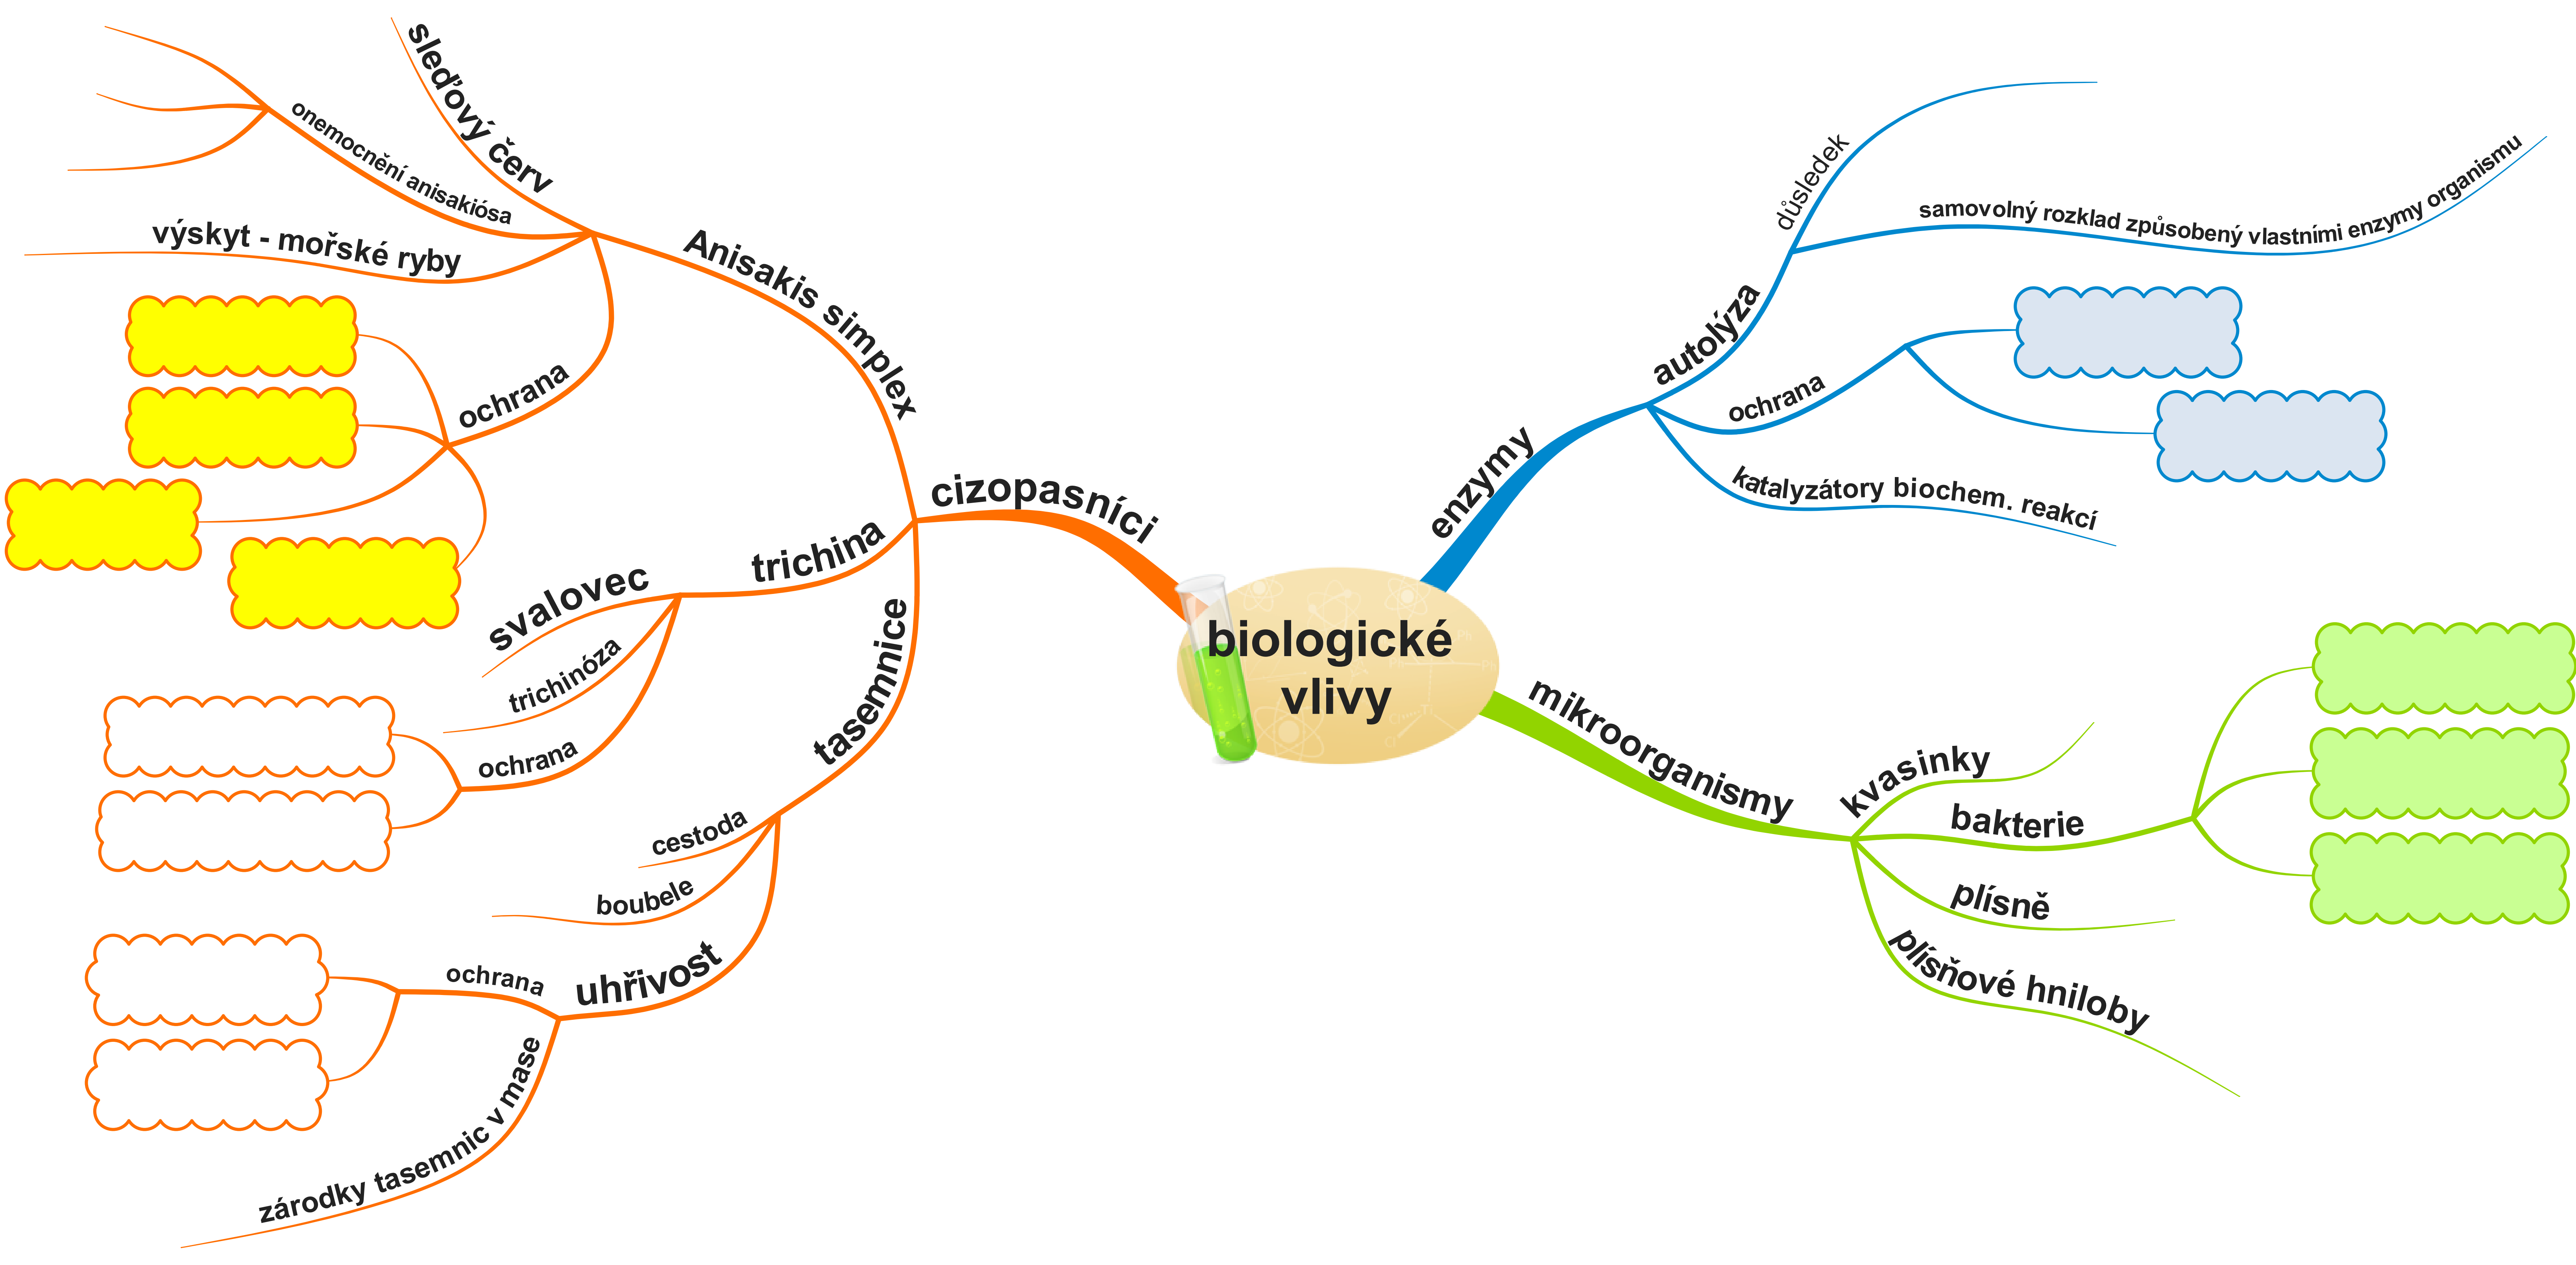 biologické
vlivy
enzymy
autolýza
důsledek
samovolný rozklad způsobený vlastními enzymy organismu
ochrana
katalyzátory biochem. reakcí
mikroorganismy
kvasinky
bakterie
plísně
plísňové hniloby
cizopasníci
Anisakis simplex
sleďový červ
onemocnění anisakiósa
výskyt - mořské ryby
ochrana
trichina
svalovec
trichinóza
ochrana
tasemnice
cestoda
boubele
uhřivost
ochrana
zárodky tasemnic v mase